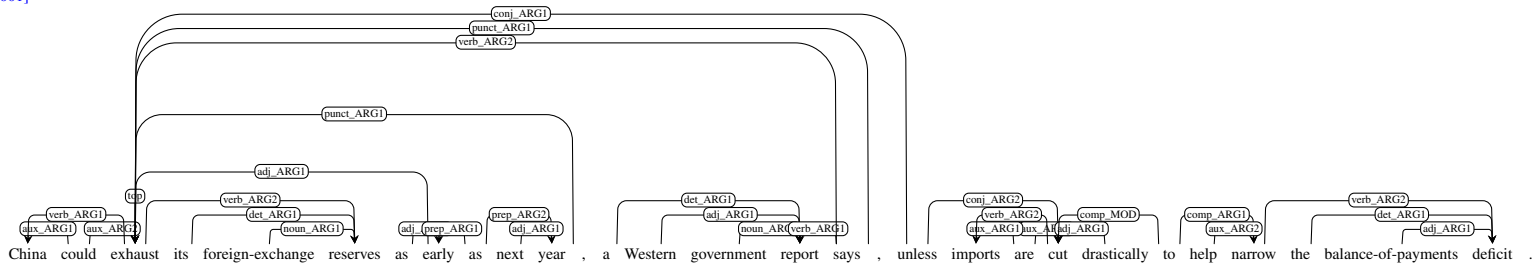 conj_ARG1
punct_ARG1
verb_ARG2
punct_ARG1
adj_ARG1
top
verb_ARG2 det_ARG1 conj_ARG2 verb_ARG2
verb_ARG1 det_ARG1 prep_ARG2 adj_ARG1 verb_ARG2 comp_MOD comp_ARG1 det_ARG1
aux_ARG1 aux_ARG2 noun_ARG1 prep_ARG1 adj_ARG1 verb_ARG1 aux_ARG1 adj_ARG1 aux_ARG2 adj_ARG1
China could exhaust its foreign-exchange reserves as early as next year , a Western government report says , unless imports are cut drastically to help narrow the balance-of-payments deficit .